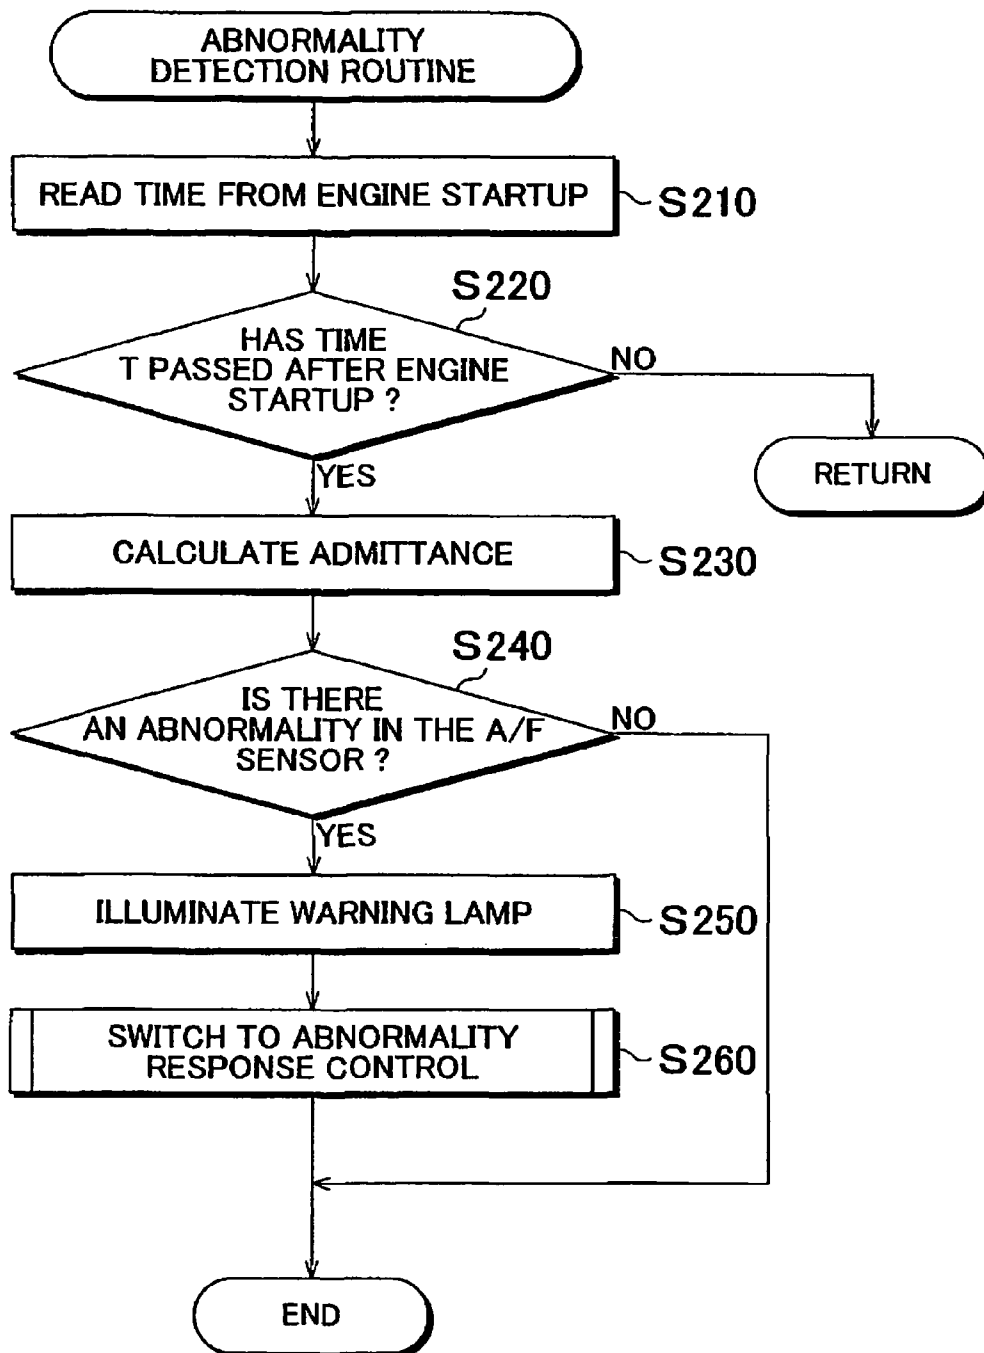 ABNORMALITY
DETECTION ROUTINE
READ TIME FROM ENGINE STARTUP
S210
S220
HAS TIME
T PASSED AFTER ENGINE
STARTUP ?
NO
YES
RETURN
CALCULATE ADMITTANCE
S230
S240
IS THERE
AN ABNORMALITY IN THE A/F
SENSOR ?
NO
YES
ILLUMINATE WARNING LAMP
S250
SWITCH TO ABNORMALITY
RESPONSE CONTROL
S260
END